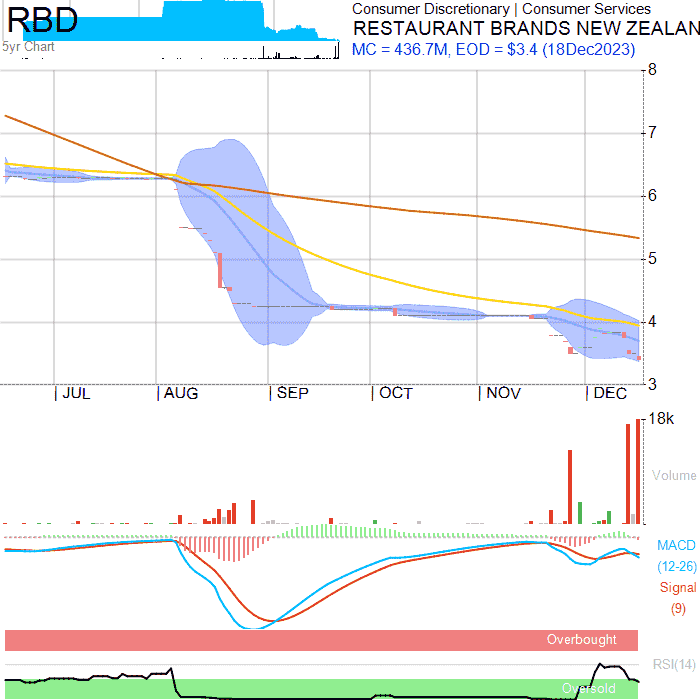 RBD
Consumer Discretionary | Consumer Services
RESTAURANT BRANDS NEW ZEALAN
5yr Chart
MC = 436.7M, EOD = $3.4 (18Dec2023)
8
7
6
5
4
3
JUL
AUG
SEP
OCT
NOV
DEC
18k
Volume
MACD
(12-26)
Signal
(9)
Overbought
RSI(14)
Oversold